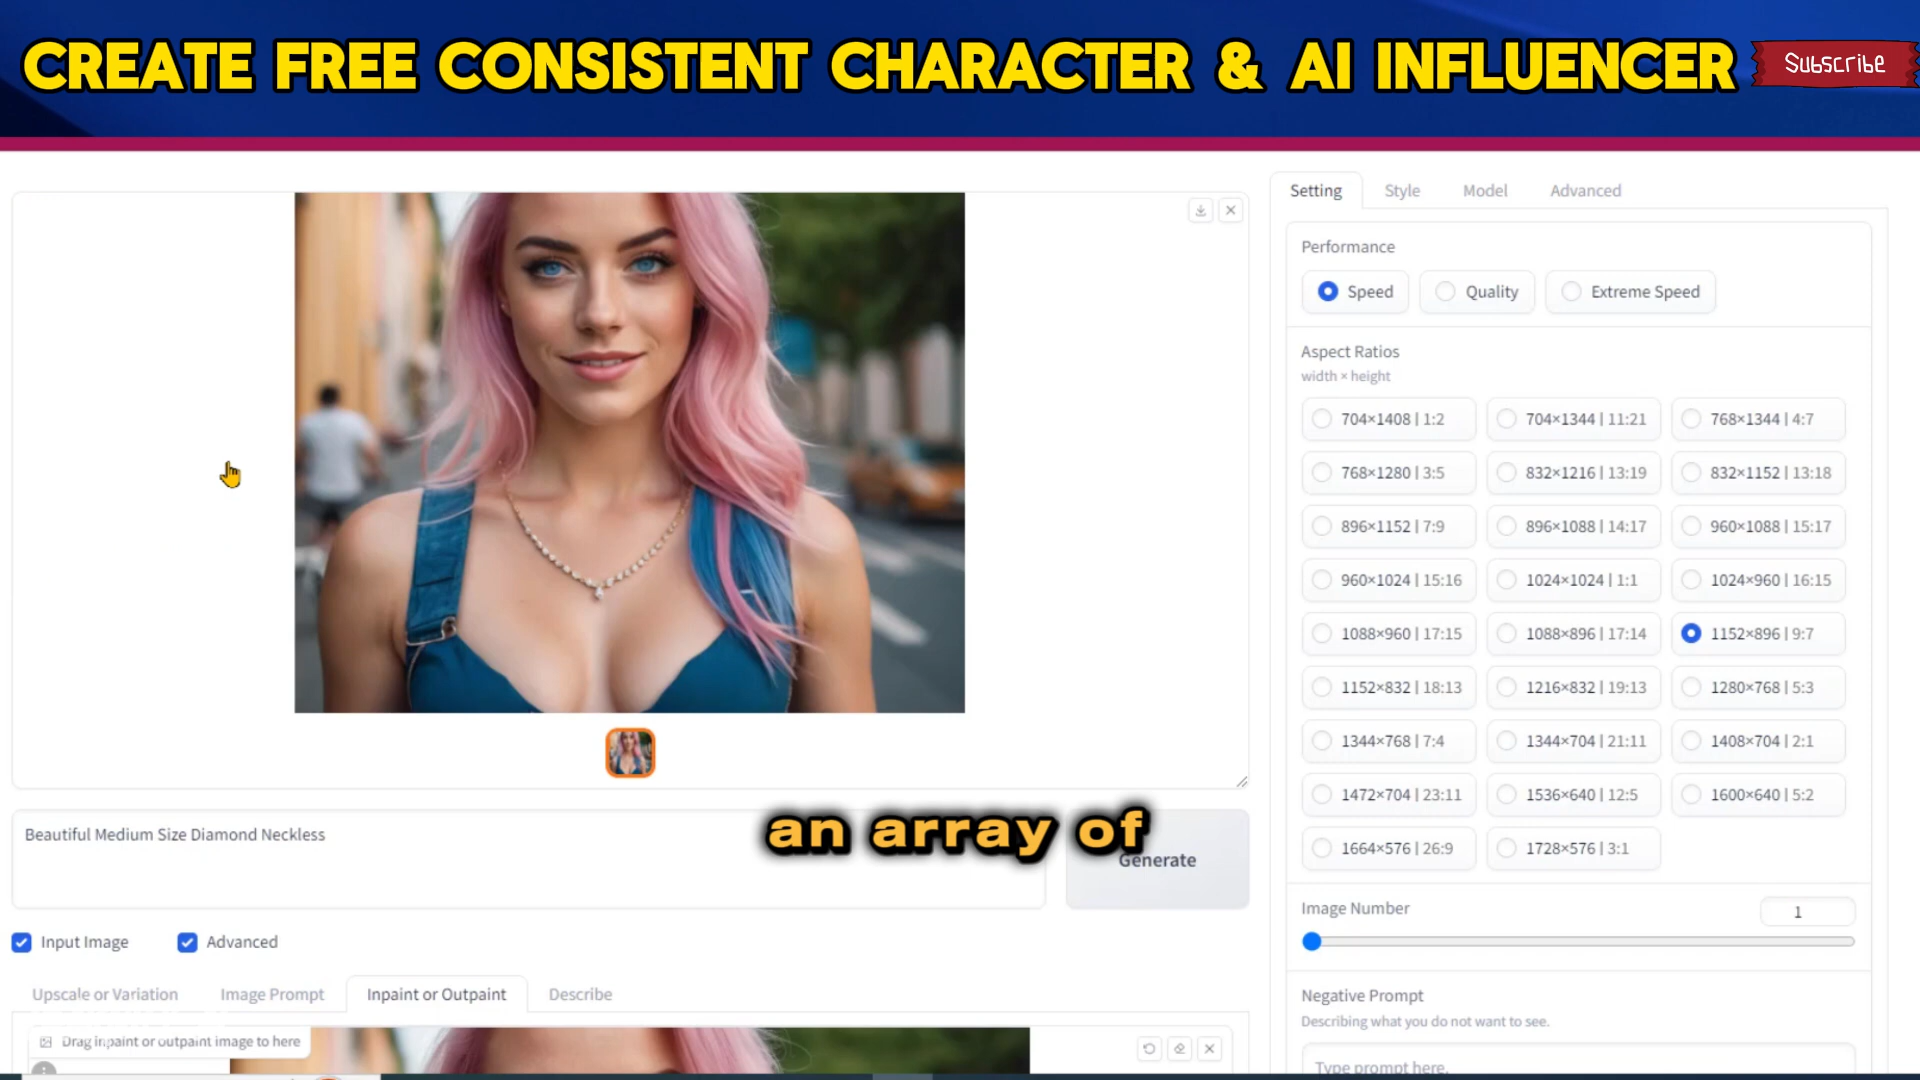 CREATE FREE CONSISTENT CHARACTER & AI INFLUENCER
Subscribe
Setting Style Model Advanced
Performance
Speed Quality Extreme Speed
Aspect Ratios
width × height
704×1408 | 1:2 704×1344 | 11:21 768×1344 | 4:7
768×1280 | 3:5 832×1216 | 13:19 832×1152 | 13:18
896×1152 | 7:9 896×1088 | 14:17 960×1088 | 15:17
960×1024 | 15:16 1024×1024 | 1:1 1024×960 | 16:15
1088×960 | 17:15 1088×896 | 17:14 1152×896 | 9:7
1152×832 | 18:13 1216×832 | 19:13 1280×768 | 5:3
1344×768 | 7:4 1344×704 | 21:11 1408×704 | 2:1
1472×704 | 23:11 1536×640 | 12:5 1600×640 | 5:2
1664×576 | 26:9 1728×576 | 3:1
Image Number 1
Negative Prompt
Describing what you do not want to see.
Type prompt here.
Beautiful Medium Size Diamond Neckless
an array of
Generate
Input Image Advanced
Upscale or Variation Image Prompt Inpaint or Outpaint Describe
Drag inpaint or outpaint image to here